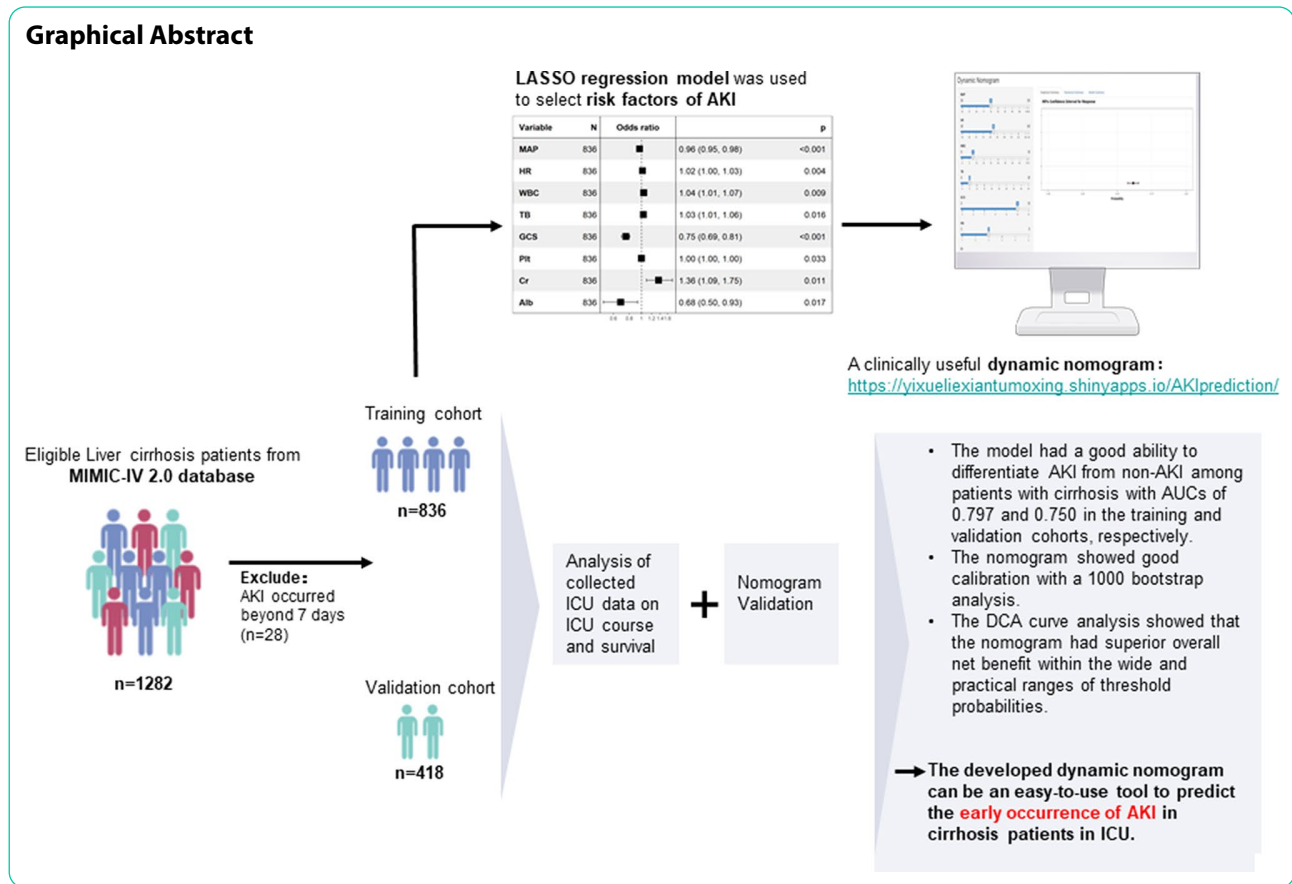 Graphical Abstract
LASSO regression model was used
to select risk factors of AKI
Variable N Odds ratio p
MAP 836 0.96 (0.95, 0.98) <0.001
HR 836 1.02 (1.00, 1.03) 0.004
WBC 836 1.04 (1.01, 1.07) 0.009
TB 836 1.03 (1.01, 1.06) 0.016
GCS 836 0.75 (0.69, 0.81) <0.001
Plt 836 1.00 (1.00, 1.00) 0.033
Cr 836 1.36 (1.09, 1.75) 0.011
Alb 836 0.68 (0.50, 0.93) 0.017
0.6 0.8 1 1.2 1.4 1.6
Dynamic Nomogram
A clinically useful dynamic nomogram:
https://yixueliexiantumoxing.shinyapps.io/AKIprediction/
Eligible Liver cirrhosis patients from
MIMIC-IV 2.0 database
n=1282
Exclude:
AKI occurred
beyond 7 days
(n=28)
Training cohort
n=836
Validation cohort
n=418
Analysis of
collected
ICU data on
ICU course
and survival
+
Nomogram
Validation
• The model had a good ability to
differentiate AKI from non-AKI among
patients with cirrhosis with AUCs of
0.797 and 0.750 in the training and
validation cohorts, respectively.
• The nomogram showed good
calibration with a 1000 bootstrap
analysis.
• The DCA curve analysis showed that
the nomogram had superior overall
net benefit within the wide and
practical ranges of threshold
probabilities.
The developed dynamic nomogram
can be an easy-to-use tool to predict
the early occurrence of AKI in
cirrhosis patients in ICU.